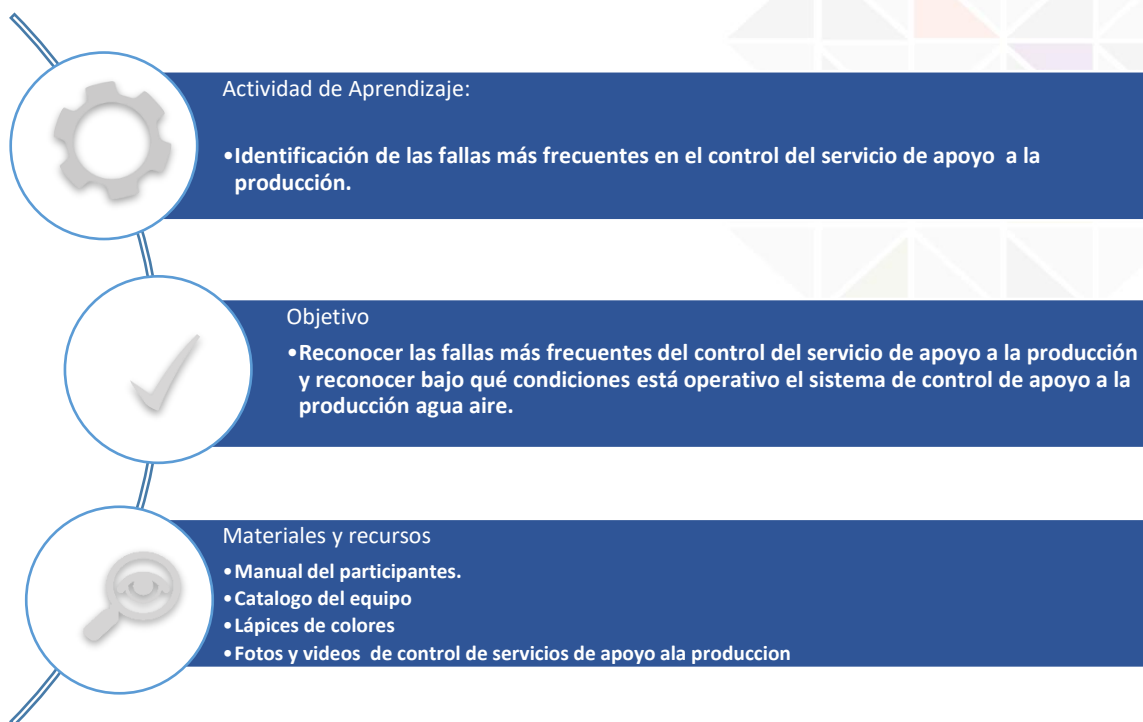 Actividad de Aprendizaje:
•Identificación de las fallas más frecuentes en el control del servicio de apoyo  a la
producción.
Objetivo
•Reconocer las fallas más frecuentes del control del servicio de apoyo a la producción
y reconocer bajo qué condiciones está operativo el sistema de control de apoyo a la
producción agua aire.
Materiales y recursos
•Manual del participantes.
•Catalogo del equipo
•Lápices de colores
•Fotos y videos  de control de servicios de apoyo ala produccion